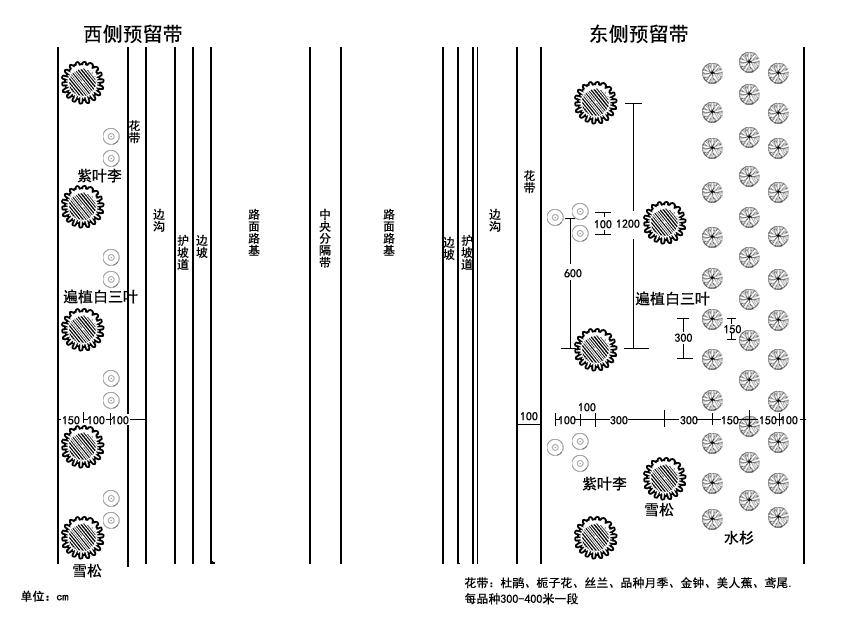 西侧预留带
东侧预留带
花带
紫叶李
边沟
护坡道
边坡
路面路基
中央分隔带
路面路基
边坡
护坡道
边沟
花带
100
1200
600
遍植白三叶
遍植白三叶
300
150
150
100
100
100
100
100
300
300
150
150
100
紫叶李
雪松
水杉
雪松
单位：cm
花带：杜鹃、栀子花、丝兰、品种月季、金钟、美人蕉、鸢尾.
每品种300-400米一段